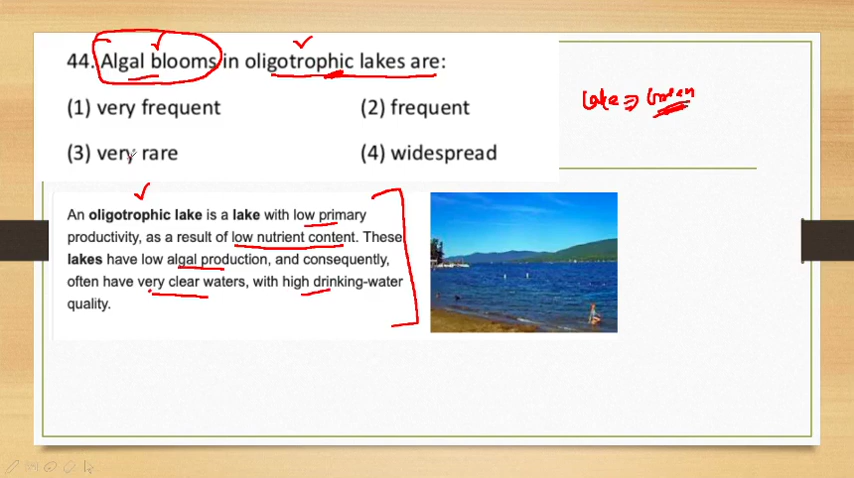 44. Algal blooms in oligotrophic lakes are:
(1) very frequent
(2) frequent
(3) very rare
(4) widespread
Lake ⇒ Green
An oligotrophic lake is a lake with low primary
productivity, as a result of low nutrient content. These
lakes have low algal production, and consequently,
often have very clear waters, with high drinking-water
quality.